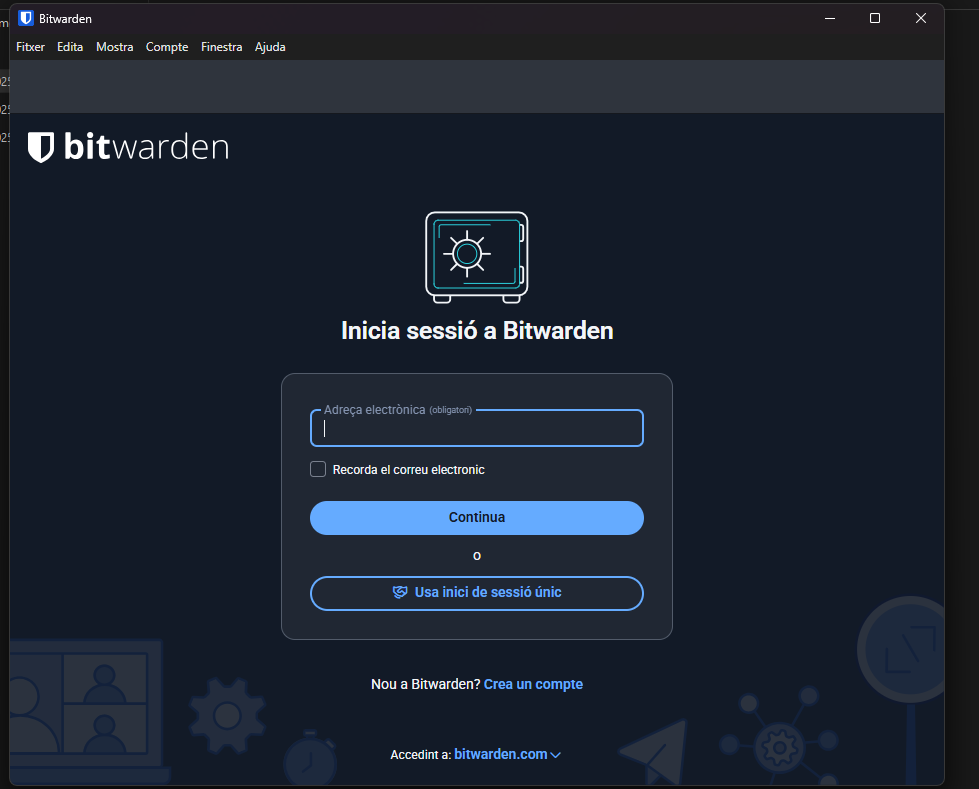 Bitwarden
Fitxer Edita Mostra Compte Finestra Ajuda
bitwarden
Inicia sessió a Bitwarden
Adreça electrònica (obligatori)
Recorda el correu electronic
Continua
o
Usa inici de sessió únic
Nou a Bitwarden? Crea un compte
Accedint a: bitwarden.com